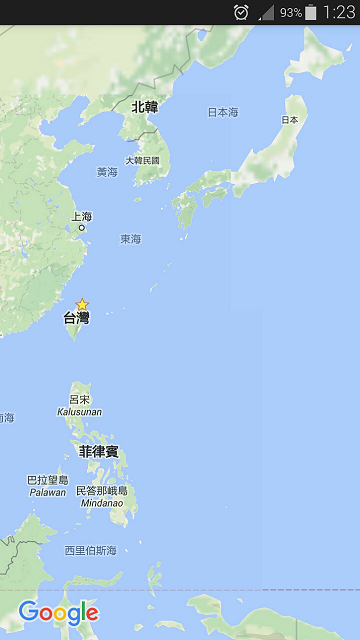 93% 1:23
北韓
日本海
日本
大韓民國
黃海
上海
東海
台灣
呂宋
Kalusunan
南海
菲律賓
巴拉望島
Palawan
民答那峨島
Mindanao
西里伯斯海
Google